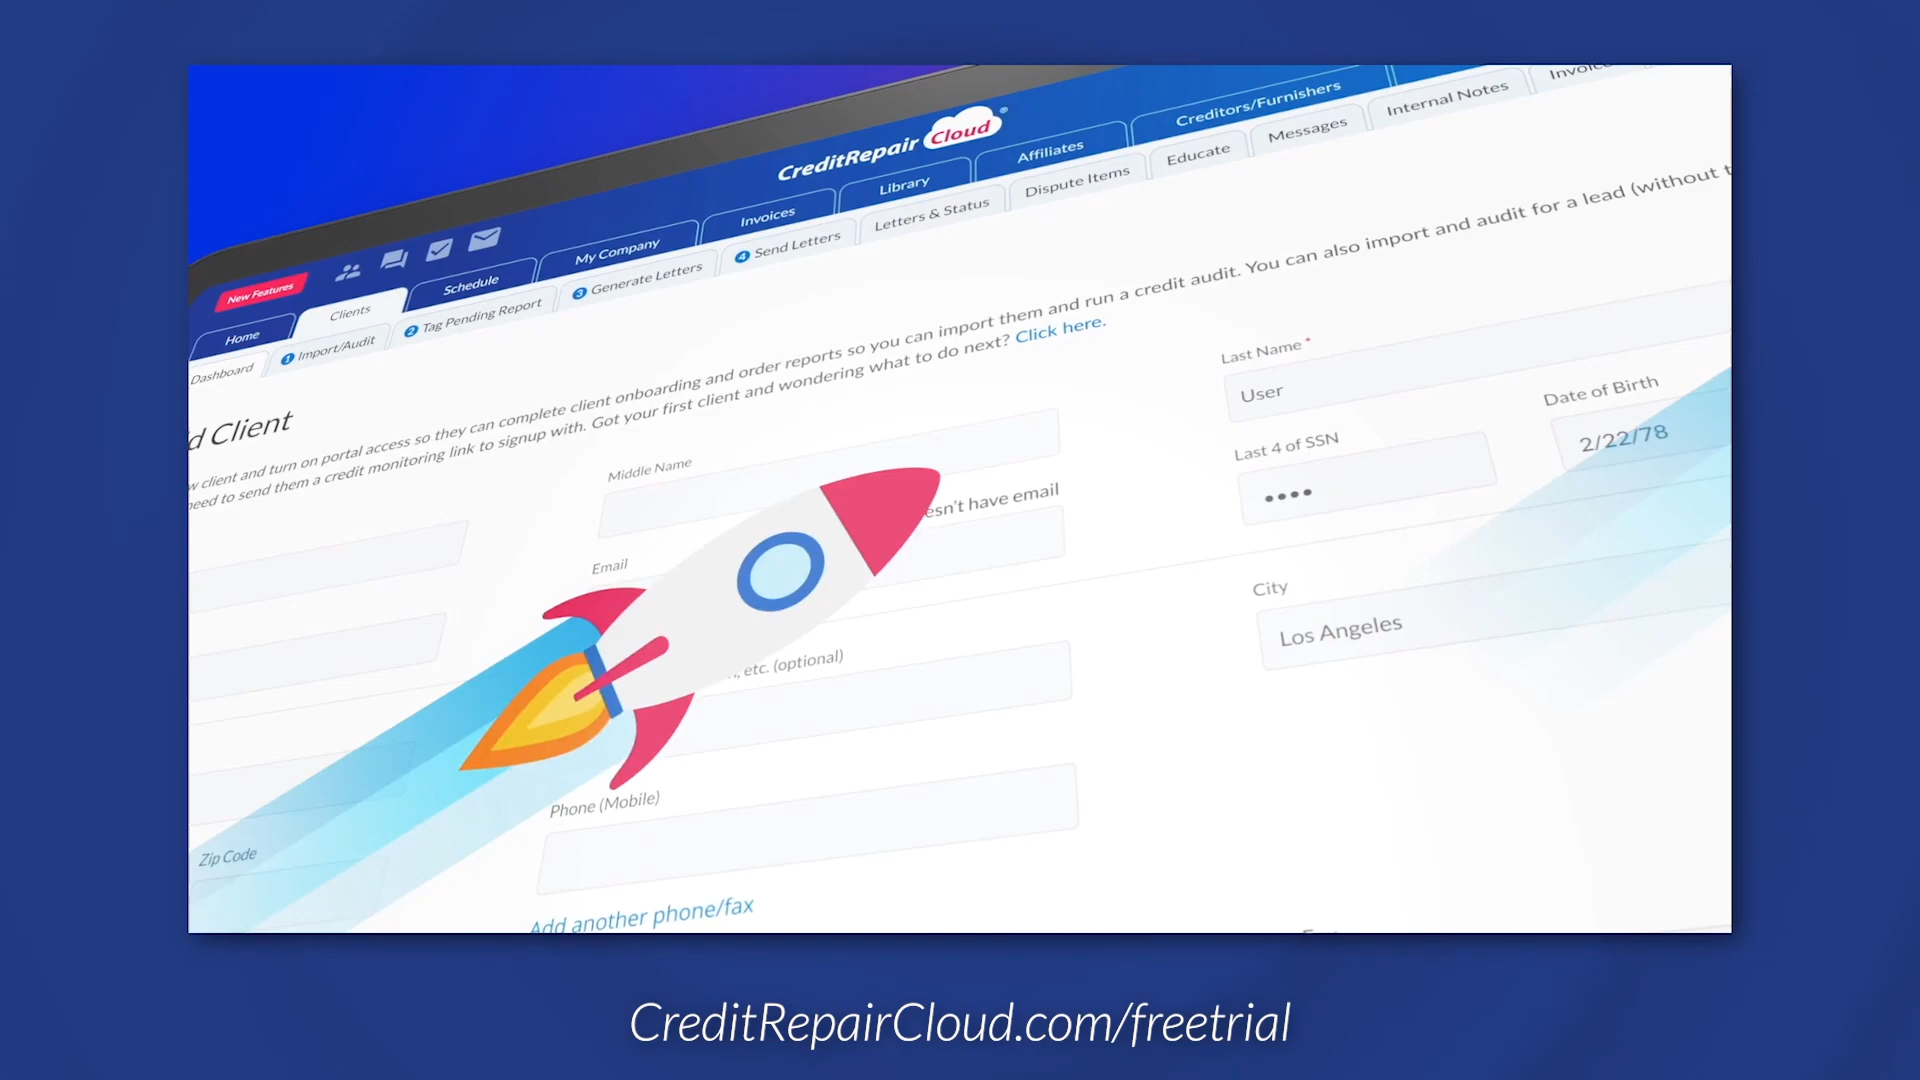 CreditRepair Cloud
New Features
Home
Clients
Schedule
My Company
Invoices
Library
Affiliates
Creditors/Furnishers
Dashboard
1 Import/Audit
2 Tag Pending Report
3 Generate Letters
4 Send Letters
Letters & Status
Dispute Items
Educate
Messages
Internal Notes
d Client
w client and turn on portal access so they can complete client onboarding and order reports so you can import them and run a credit audit. You can also import and audit for a lead (without t
need to send them a credit monitoring link to signup with. Got your first client and wondering what to do next? Click here.
Middle Name
Last Name *
User
Email
esn't have email
Last 4 of SSN
••••
Date of Birth
2/22/78
, etc. (optional)
City
Los Angeles
Phone (Mobile)
Zip Code
Add another phone/fax
CreditRepairCloud.com/freetrial